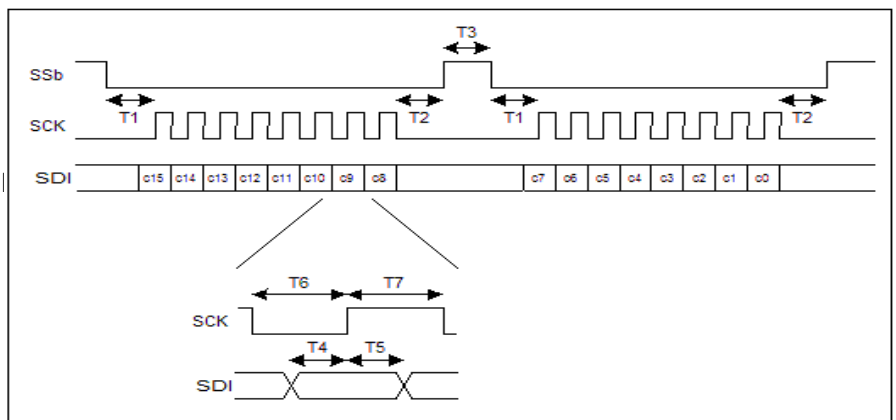 T3
SSb
T1 T2 T1 T2
SCK
SDI c15 c14 c13 c12 c11 c10 c9 c8 c7 c6 c5 c4 c3 c2 c1 c0
T6 T7
SCK
T4 T5
SDI